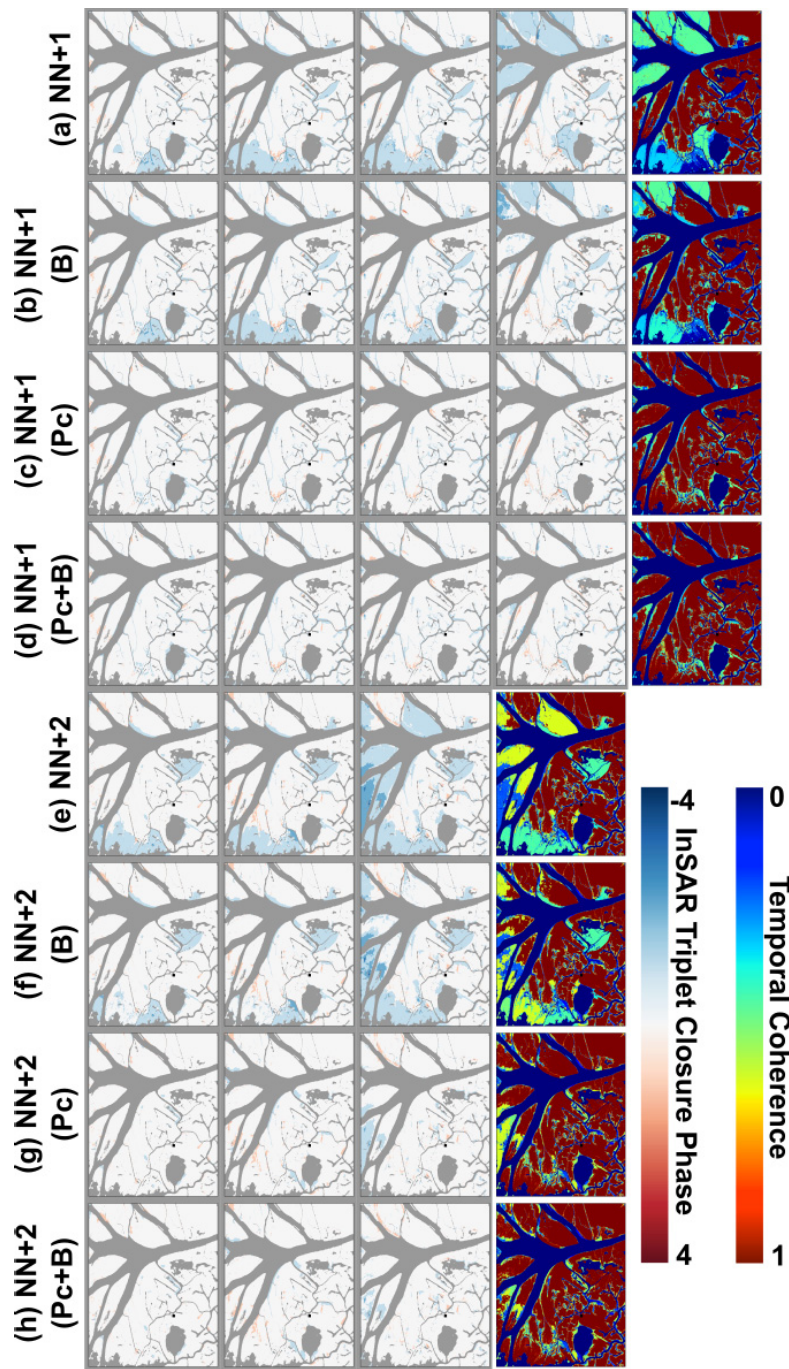 (a) NN+1
(b) NN+1
(B)
(c) NN+1
(Pc)
(d) NN+1
(Pc+B)
(e) NN+2
(f) NN+2
(B)
(g) NN+2
(Pc)
(h) NN+2
(Pc+B)
-4 InSAR Triplet Closure Phase 4
0 Temporal Coherence 1